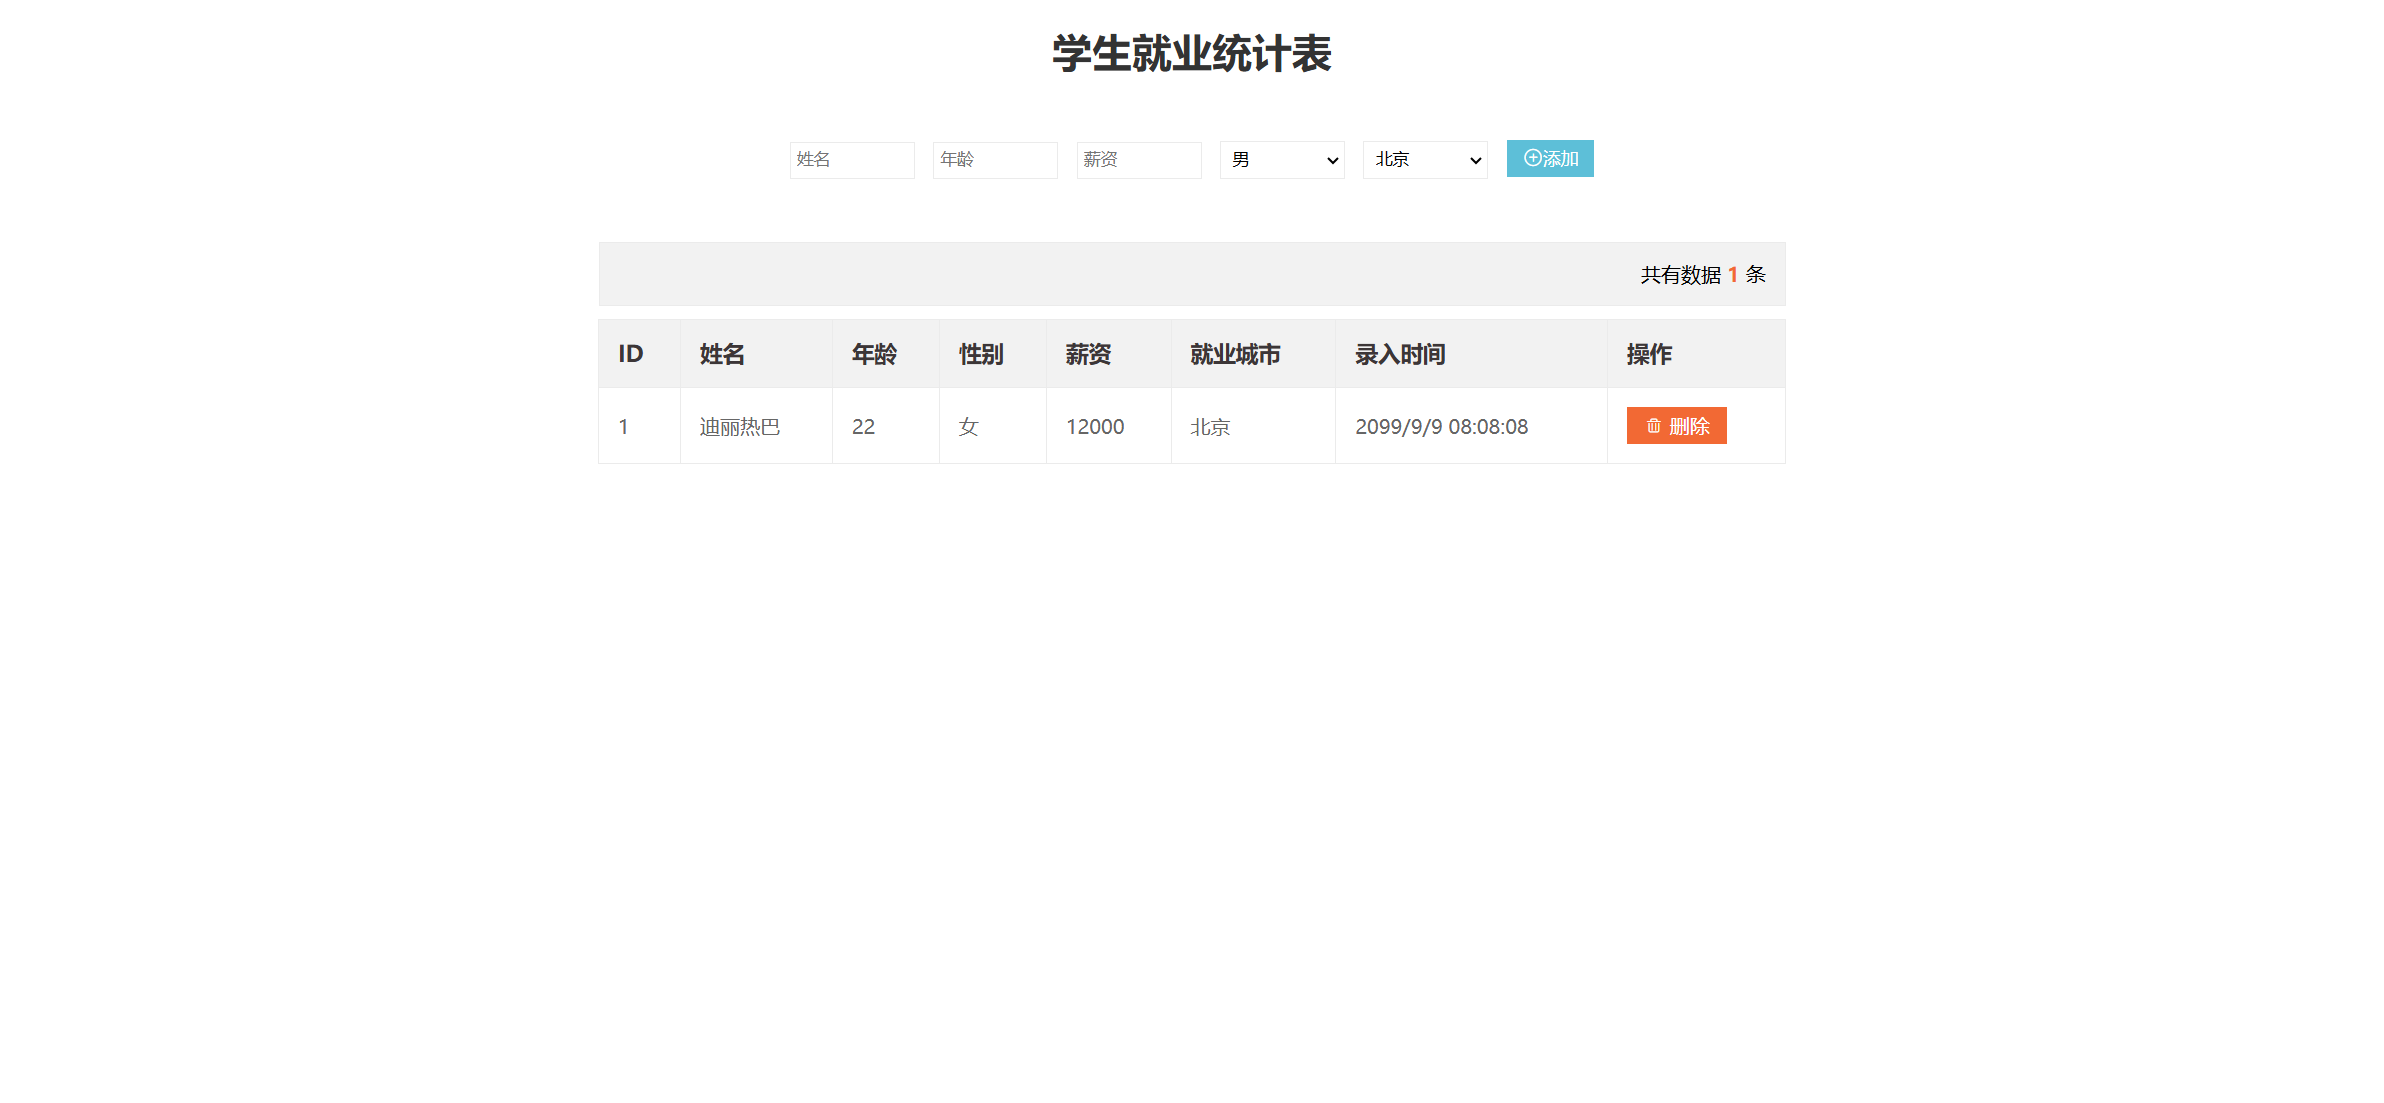 学生就业统计表
姓名 年龄 薪资 男 北京 添加
共有数据 1 条
ID 姓名 年龄 性别 薪资 就业城市 录入时间 操作
1 迪丽热巴 22 女 12000 北京 2099/9/9 08:08:08 删除